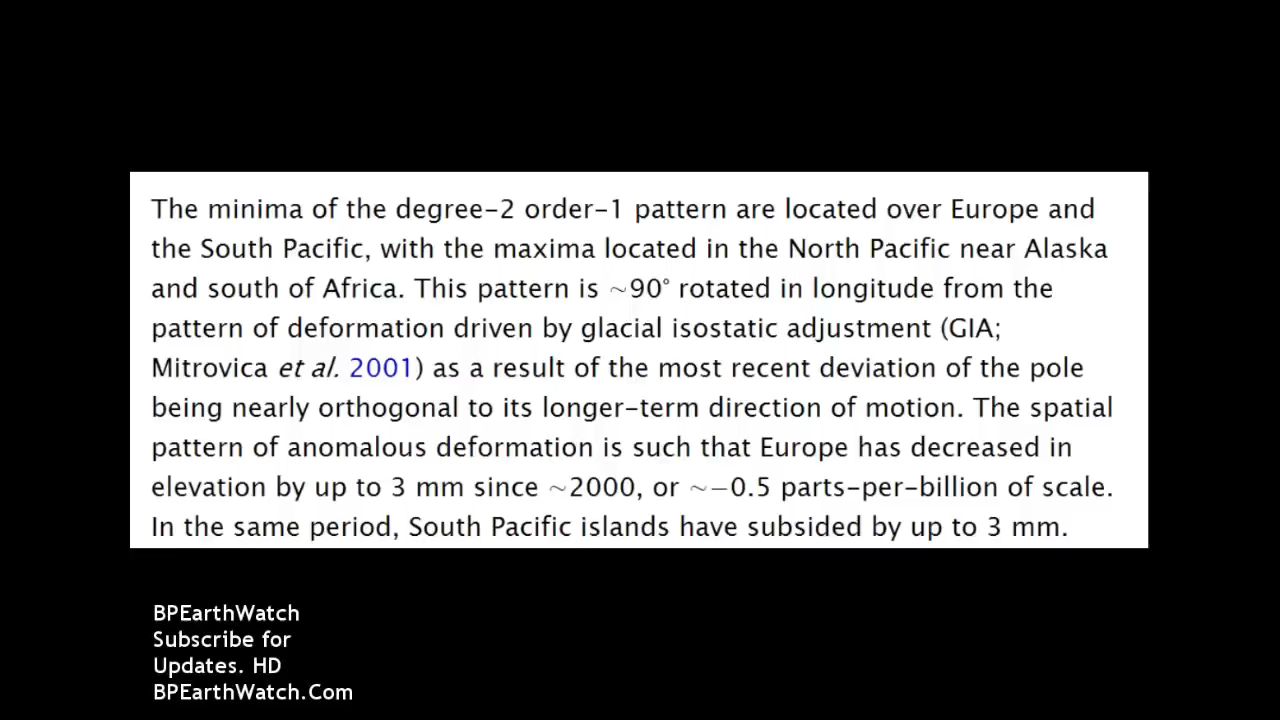 The minima of the degree-2 order-1 pattern are located over Europe and
the South Pacific, with the maxima located in the North Pacific near Alaska
and south of Africa. This pattern is ~90° rotated in longitude from the
pattern of deformation driven by glacial isostatic adjustment (GIA;
Mitrovica et al. 2001) as a result of the most recent deviation of the pole
being nearly orthogonal to its longer-term direction of motion. The spatial
pattern of anomalous deformation is such that Europe has decreased in
elevation by up to 3 mm since ~2000, or ~−0.5 parts-per-billion of scale.
In the same period, South Pacific islands have subsided by up to 3 mm.
BPEarthWatch
Subscribe for
Updates. HD
BPEarthWatch.Com